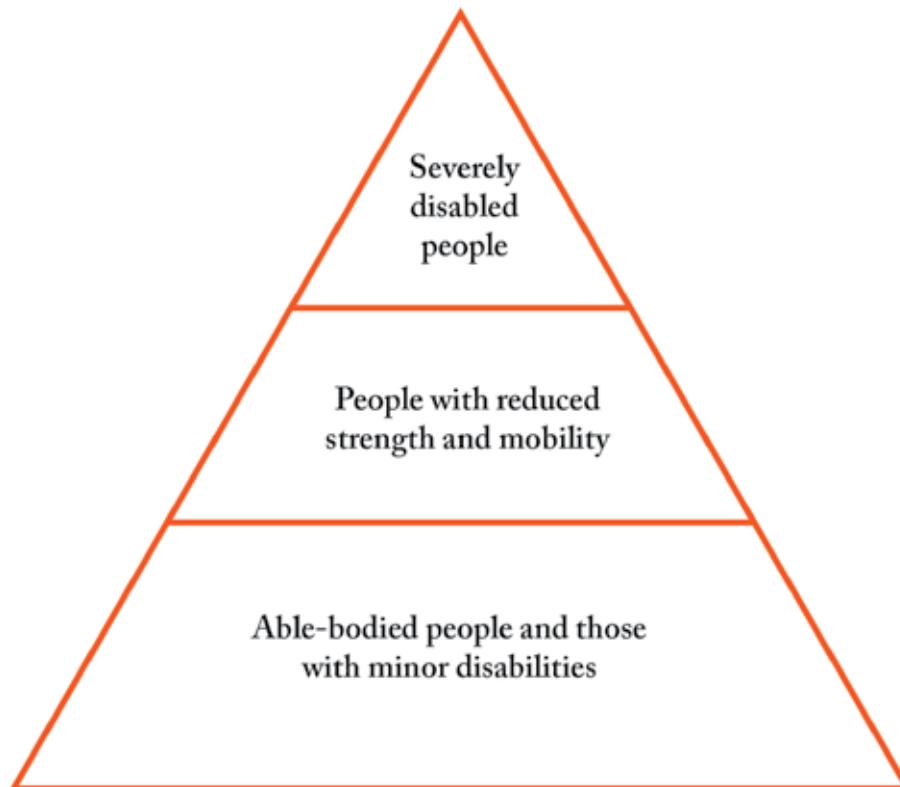 Severely
disabled
people
People with reduced
strength and mobility
Able-bodied people and those
with minor disabilities